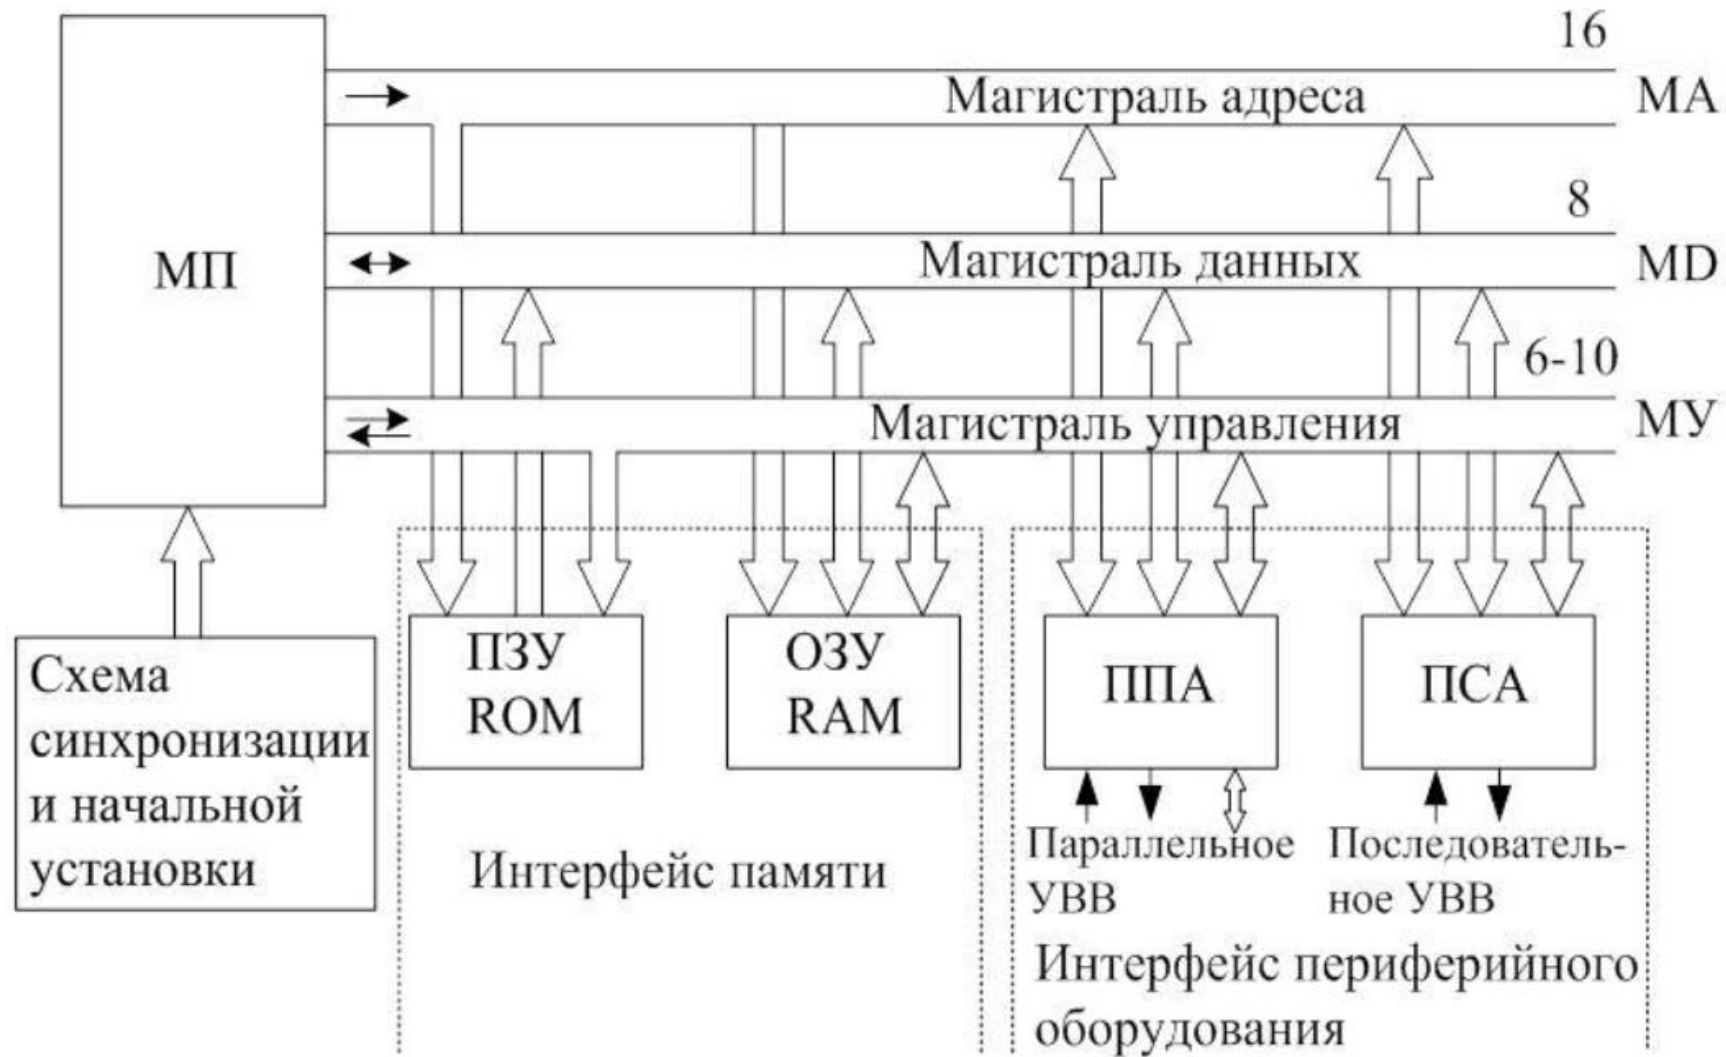 16
Магистраль адреса
МА
8
МП
Магистраль данных
MD
6-10
Магистраль управления
МУ
ПЗУ
ROM
ОЗУ
RAM
ППА
ПСА
Схема
синхронизации
и начальной
установки
Параллельное
УВВ
Последователь-
ное УВВ
Интерфейс памяти
Интерфейс периферийного
оборудования